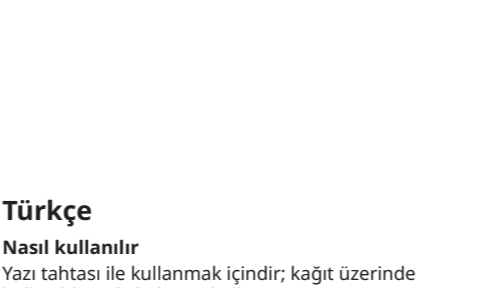 Türkçe
Nasıl kullanılır
Yazı tahtası ile kullanmak içindir; kağıt üzerinde